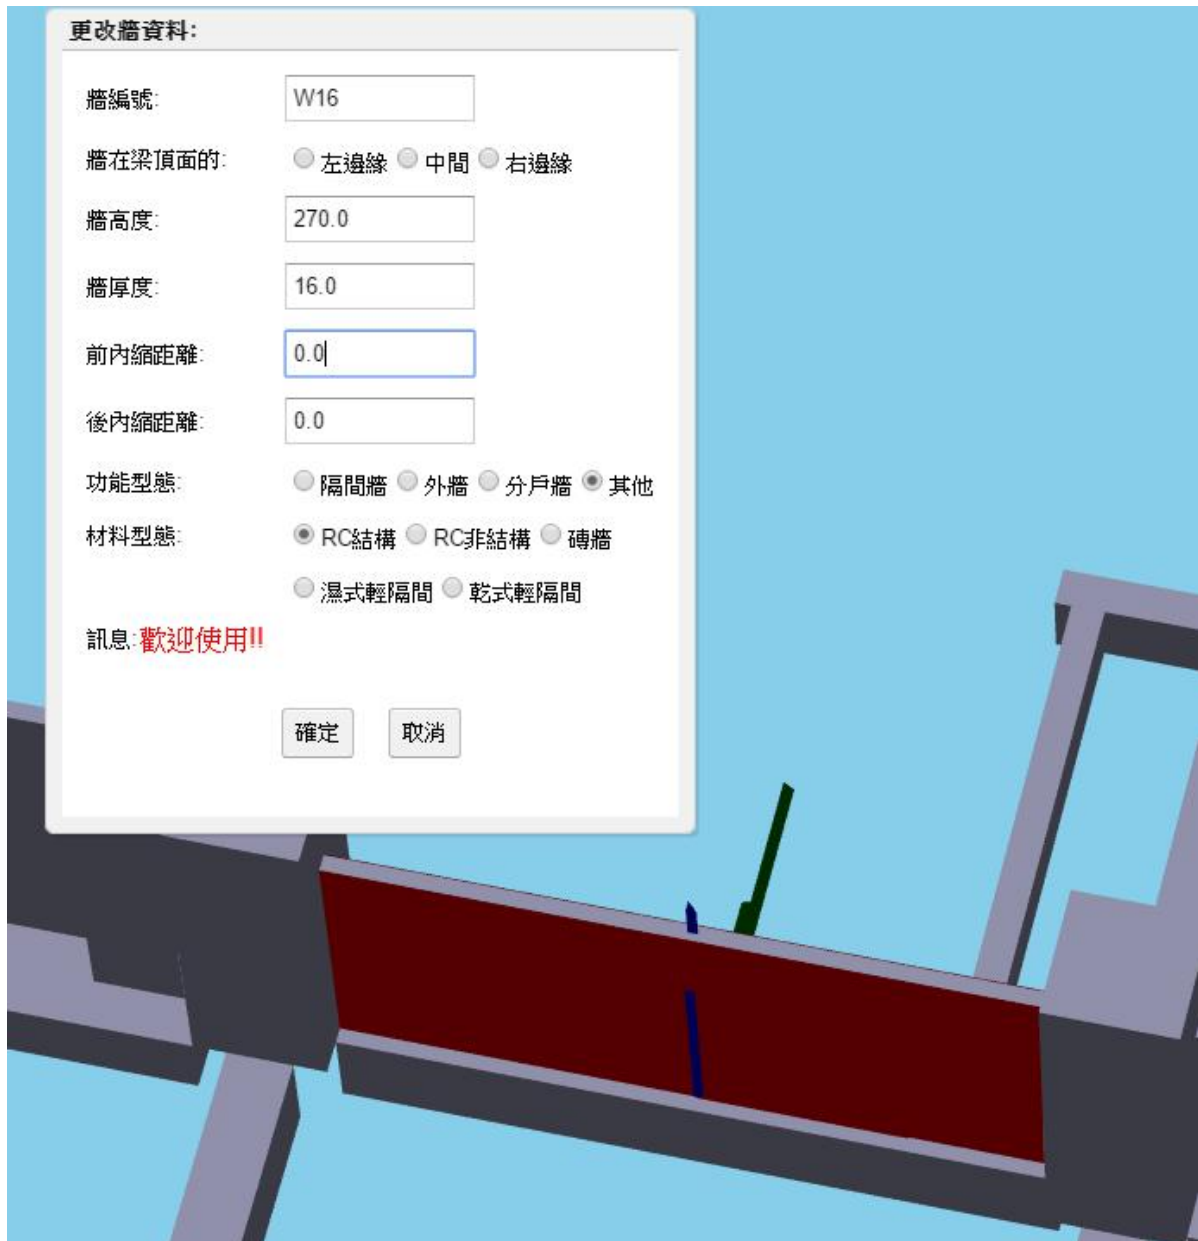 更改牆資料:
牆編號: W16
牆在梁頂面的: 左邊緣 中間 右邊緣
牆高度: 270.0
牆厚度: 16.0
前內縮距離: 0.0
後內縮距離: 0.0
功能型態: 隔間牆 外牆 分戶牆 其他
材料型態: RC結構 RC非結構 磚牆
濕式輕隔間 乾式輕隔間
訊息:歡迎使用!!
確定 取消